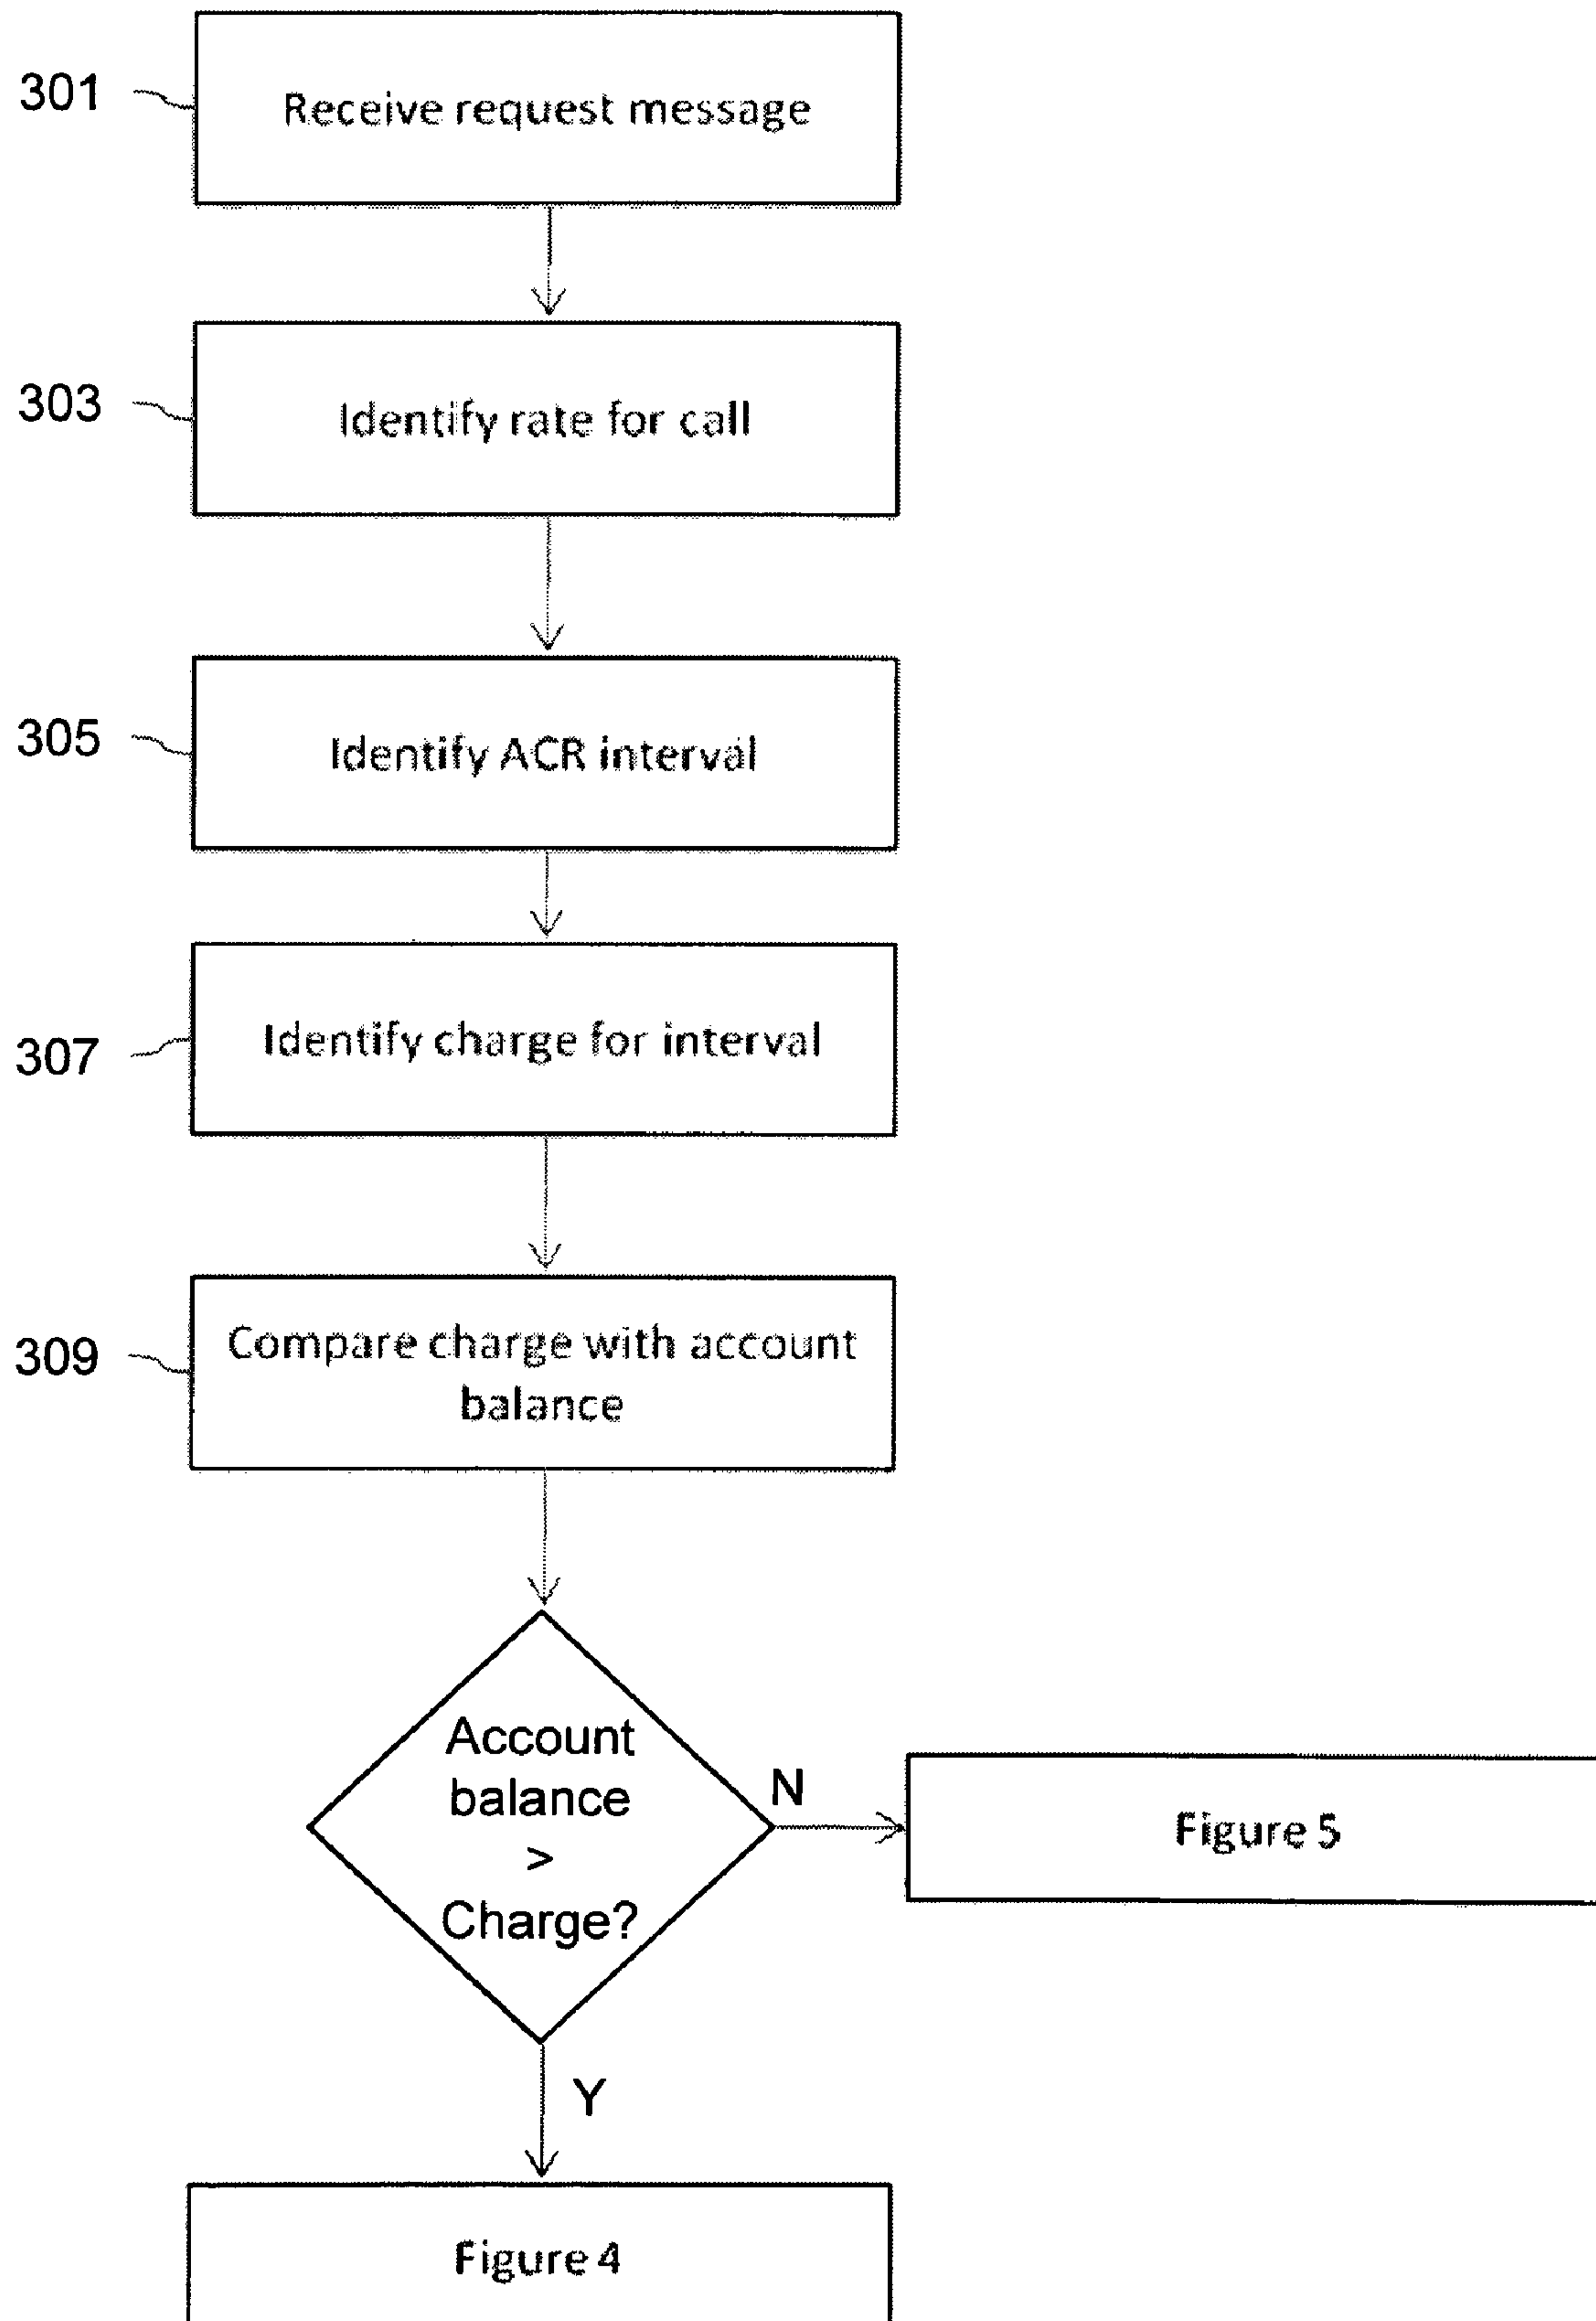 301
Receive request message
303
Identify rate for call
305
Identify ACR interval
307
Identify charge for interval
309
Compare charge with account
balance
Account
balance
>
Charge?
N
Figure 5
Y
Figure 4